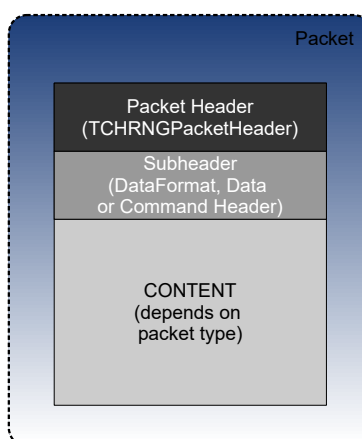 Packet
Packet Header
(TCHRNGPacketHeader)
Subheader
(DataFormat, Data
or Command Header)
CONTENT
(depends on
packet type)